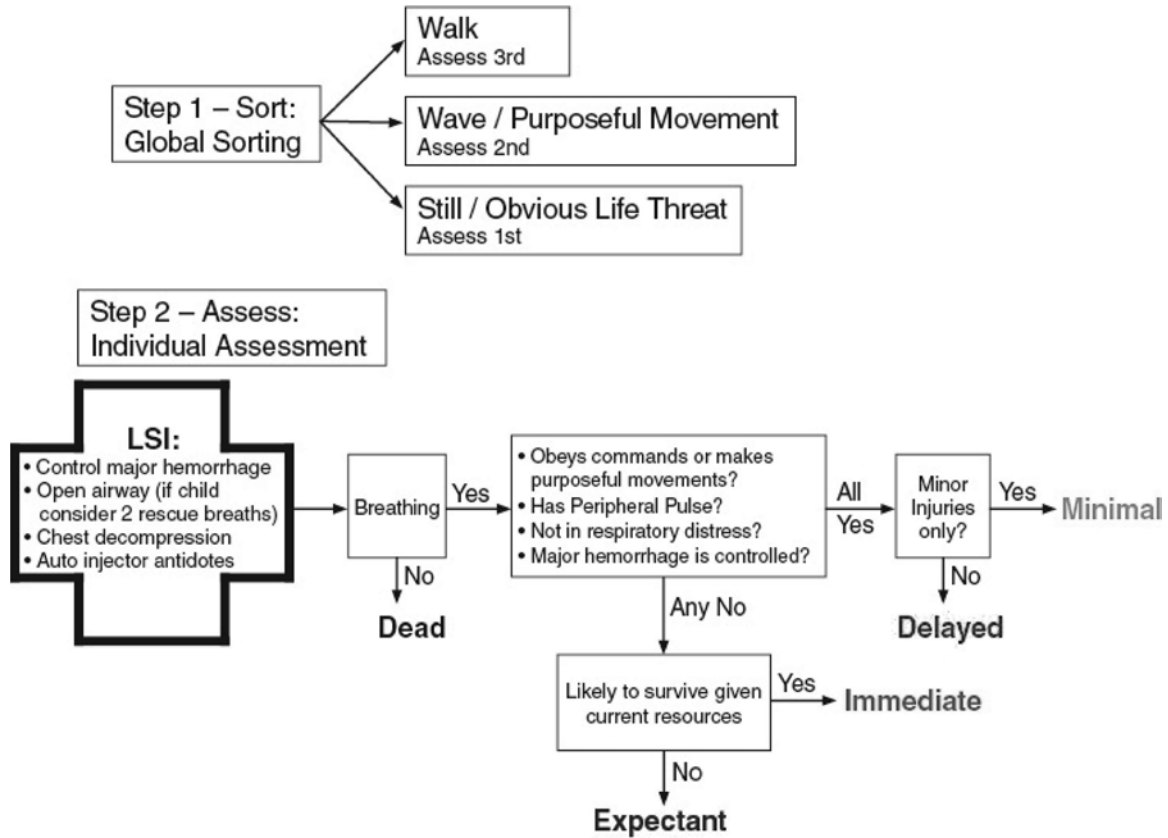 Walk
Assess 3rd
Step 1 – Sort:
Global Sorting
Wave / Purposeful Movement
Assess 2nd
Still / Obvious Life Threat
Assess 1st
Step 2 – Assess:
Individual Assessment
LSI:
• Control major hemorrhage
• Open airway (if child
consider 2 rescue breaths)
• Chest decompression
• Auto injector antidotes
Breathing
Yes
No
Dead
• Obeys commands or makes
purposeful movements?
• Has Peripheral Pulse?
• Not in respiratory distress?
• Major hemorrhage is controlled?
All
Yes
Minor
Injuries
only?
Yes
Minimal
No
Delayed
Any No
Likely to survive given
current resources
Yes
Immediate
No
Expectant